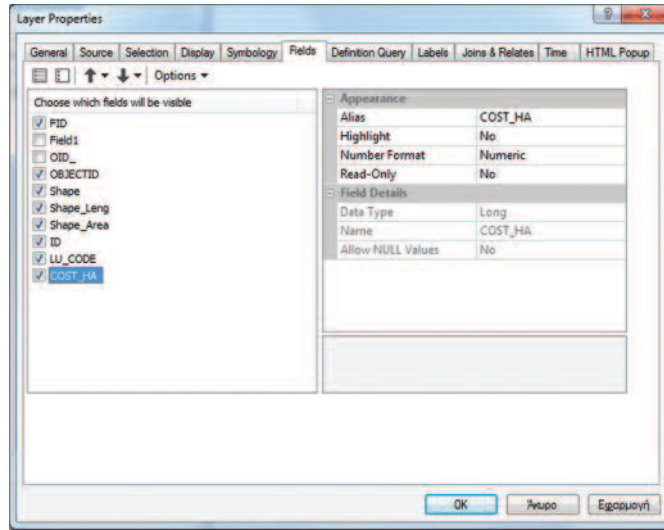 Layer Properties
General Source Selection Display Symbology Fields Definition Query Labels Joins & Relates Time HTML Popup
Options
Choose which fields will be visible
FID
Field1
OID_
OBJECTID
Shape
Shape_Leng
Shape_Area
ID
LU_CODE
COST_HA
Appearance
Alias COST_HA
Highlight No
Number Format Numeric
Read-Only No
Field Details
Data Type Long
Name COST_HA
Allow NULL Values No
OK Άκυρο Εφαρμογή